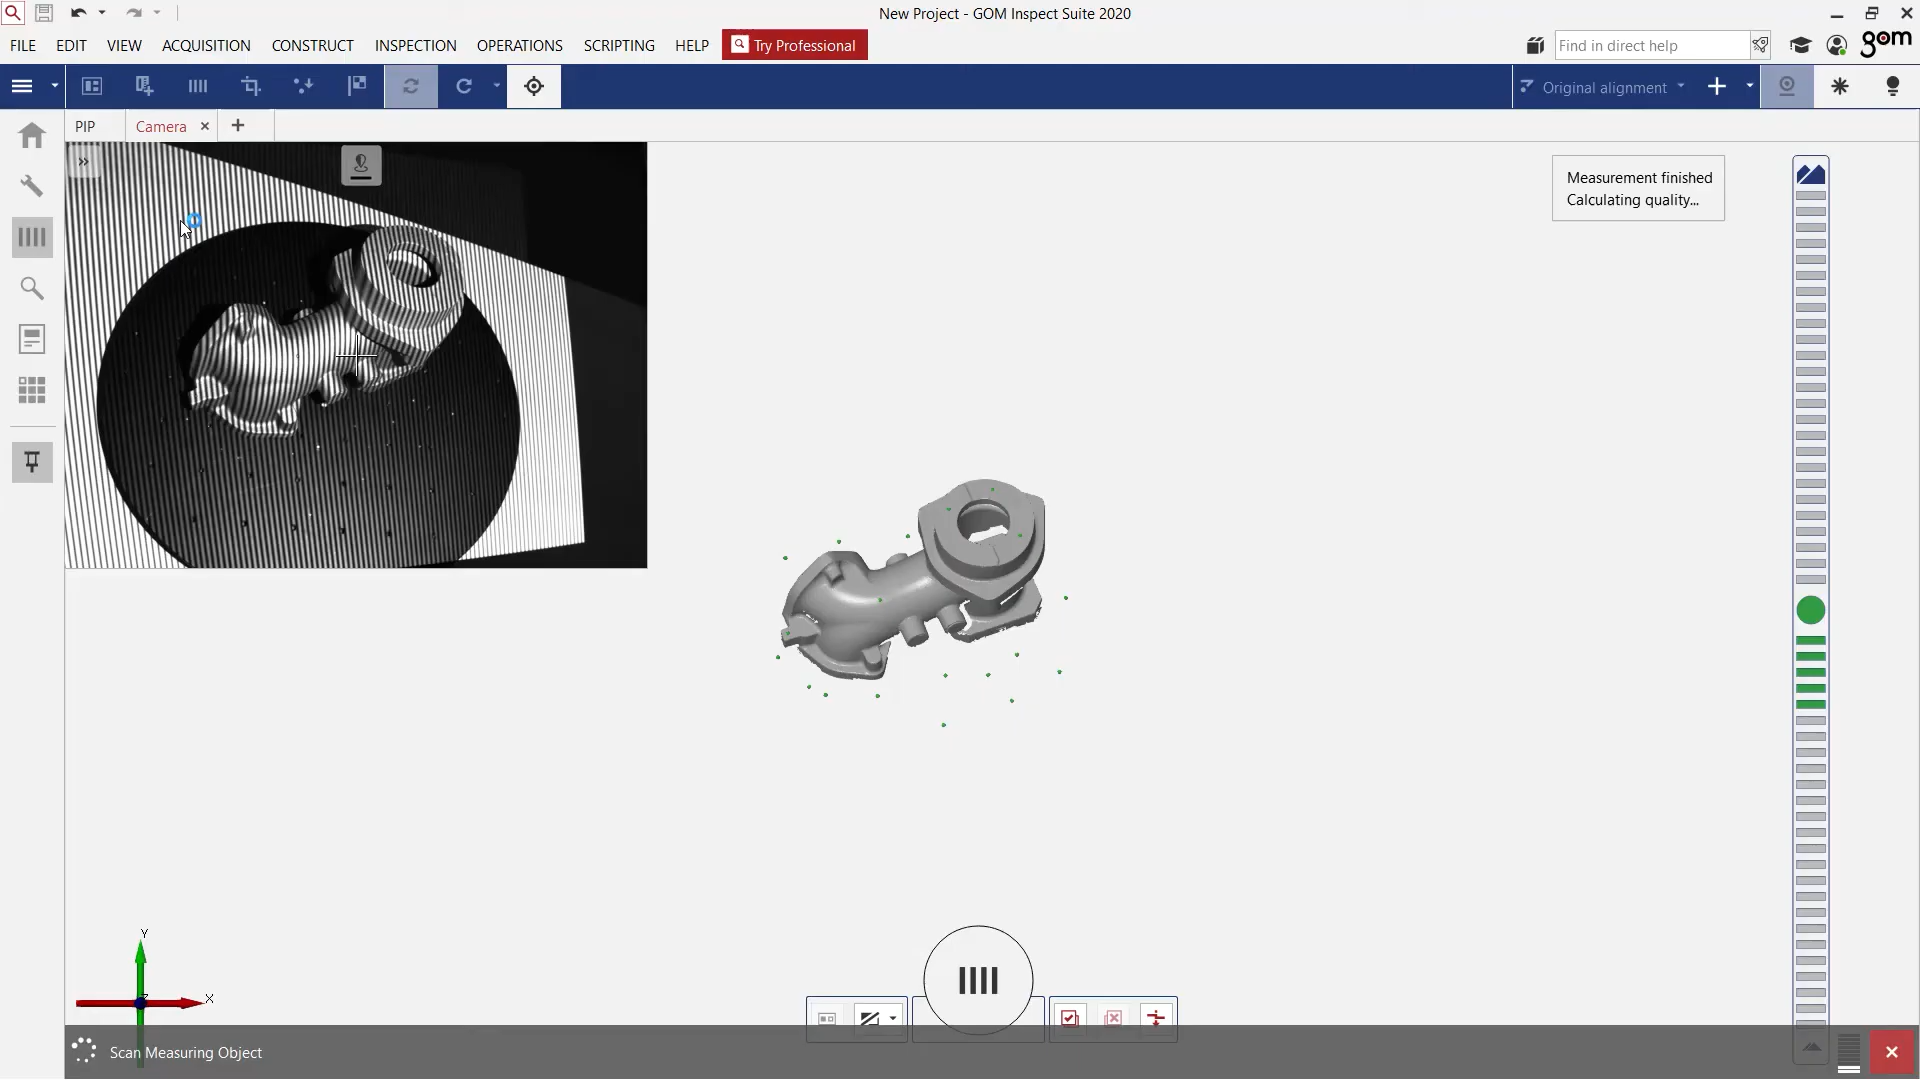 New Project - GOM Inspect Suite 2020
FILE EDIT VIEW ACQUISITION CONSTRUCT INSPECTION OPERATIONS SCRIPTING HELP Try Professional Find in direct help gom
Original alignment
PIP Camera
Measurement finished
Calculating quality...
Y
X
Scan Measuring Object